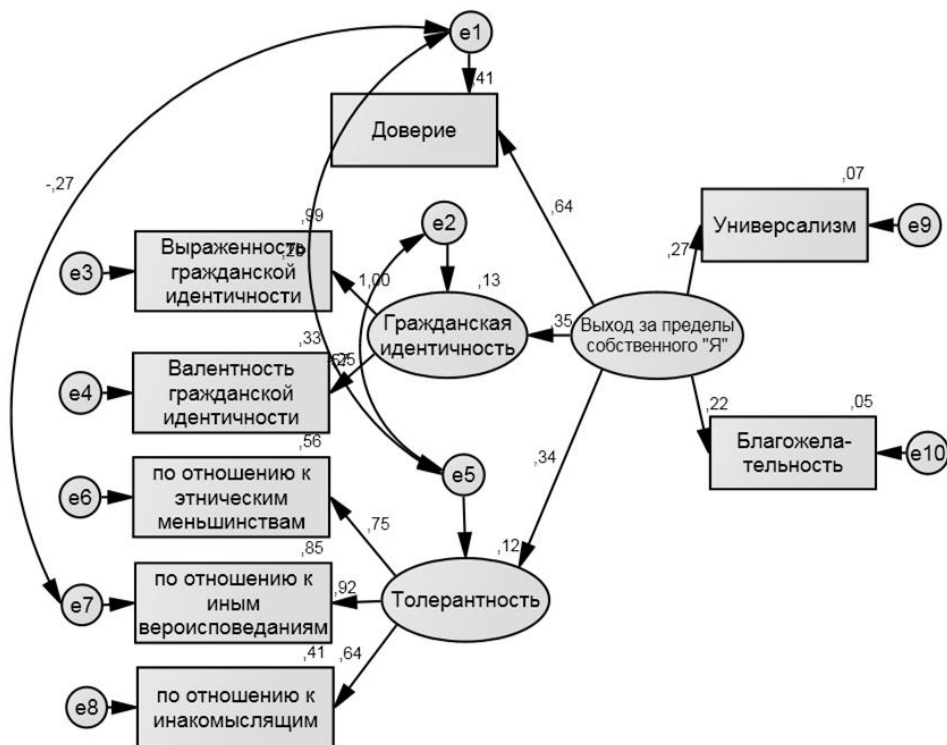 e1
,41
Доверие
-,27
,64
,07
Универсализм
e9
,27
,99
e2
Выраженность
гражданской
идентичности
e3
1,00
,13
Гражданская
идентичность
,35
Выход за пределы
собственного "Я"
,33
Валентность
гражданской
идентичности
e4
,25
,22
,05
Благожела-
тельность
e10
,56
по отношению к
этническим
меньшинствам
e6
e5
,34
,75
,12
,85
по отношению к
иным
вероисповеданиям
e7
,92
Толерантность
,41
,64
по отношению к
инакомыслящим
e8